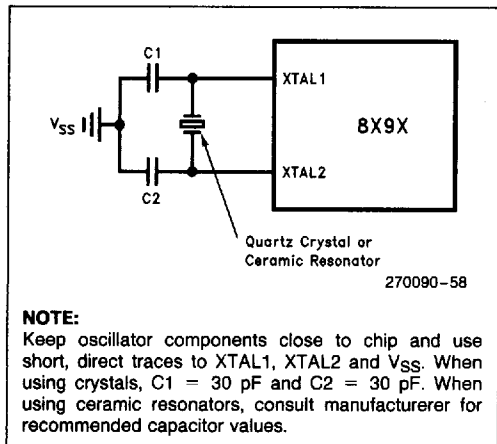 C1
XTAL1
8X9X
VSS
XTAL2
C2
Quartz Crystal or
Ceramic Resonator
270090-58
NOTE:
Keep oscillator components close to chip and use
short, direct traces to XTAL1, XTAL2 and VSS. When
using crystals, C1 = 30 pF and C2 = 30 pF. When
using ceramic resonators, consult manufacturerer for
recommended capacitor values.